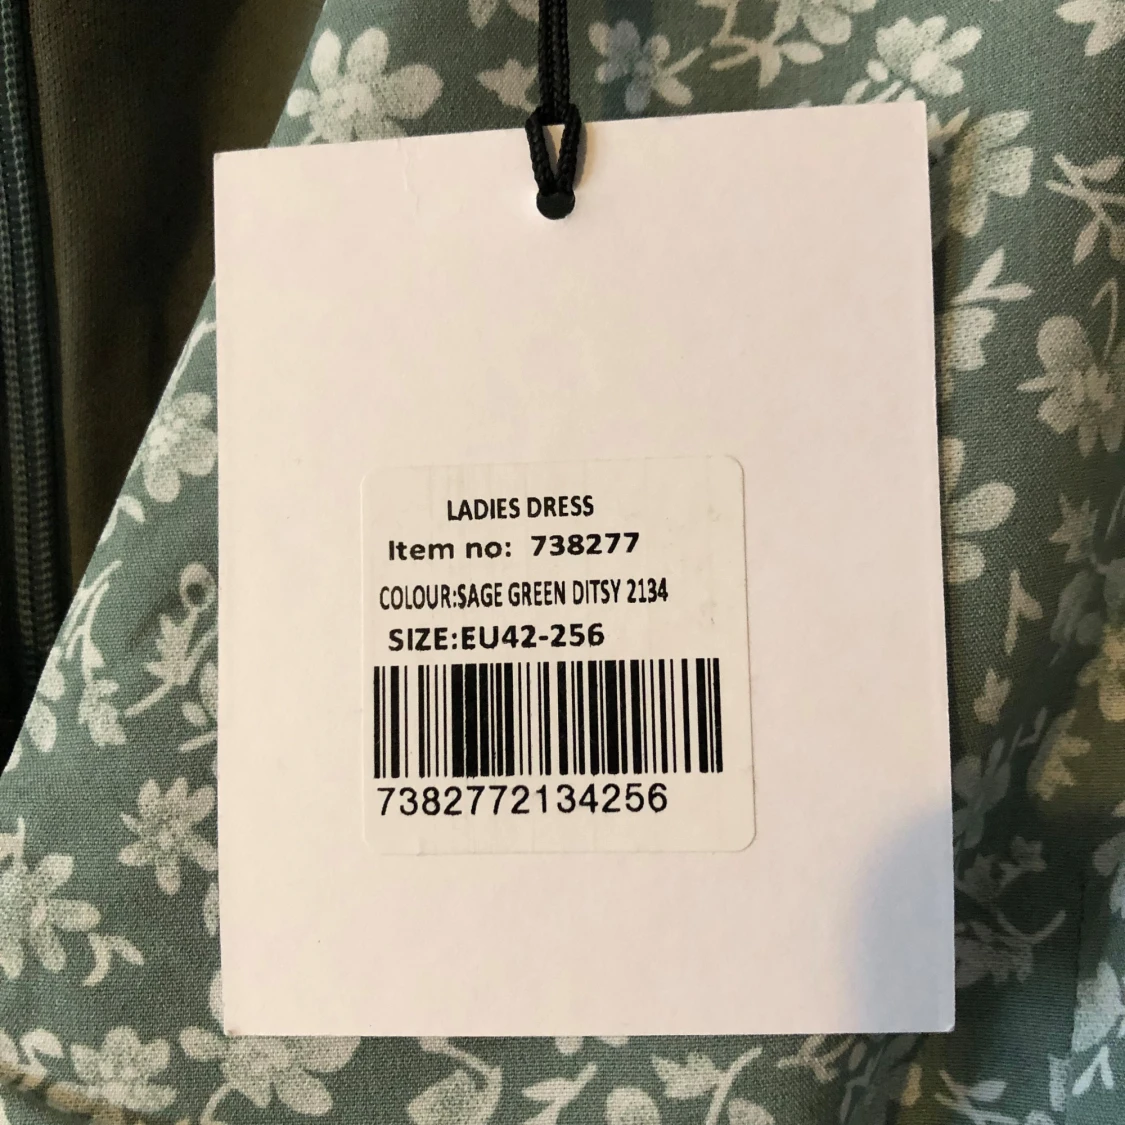 LADIES DRESS
Item no: 738277
COLOUR:SAGE GREEN DITSY 2134
SIZE:EU42-256
7382772134256